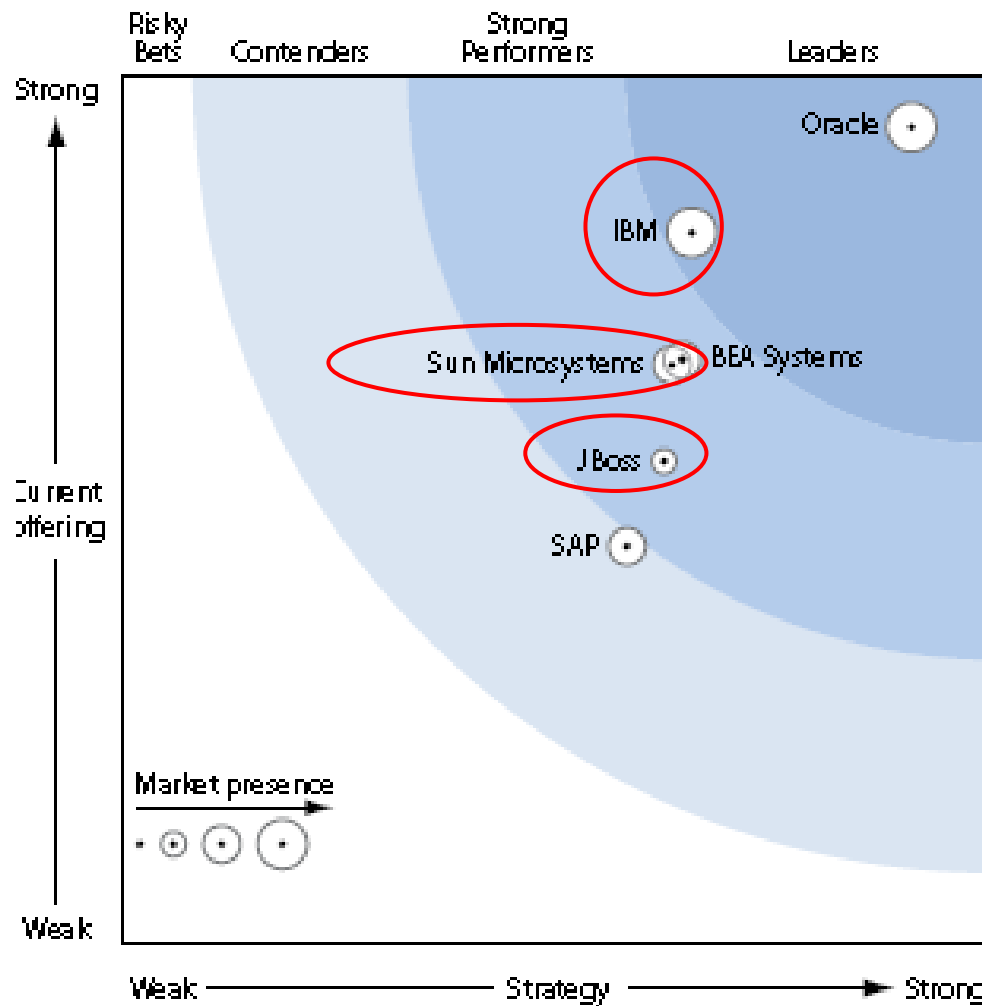 Risky
Bets
Contenders
Strong
Performers
Leaders
Strong
Oracle
IBM
Sun Microsystems
BEA Systems
JBoss
Current
offering
SAP
Market presence
Weak
Weak
Strategy
Strong